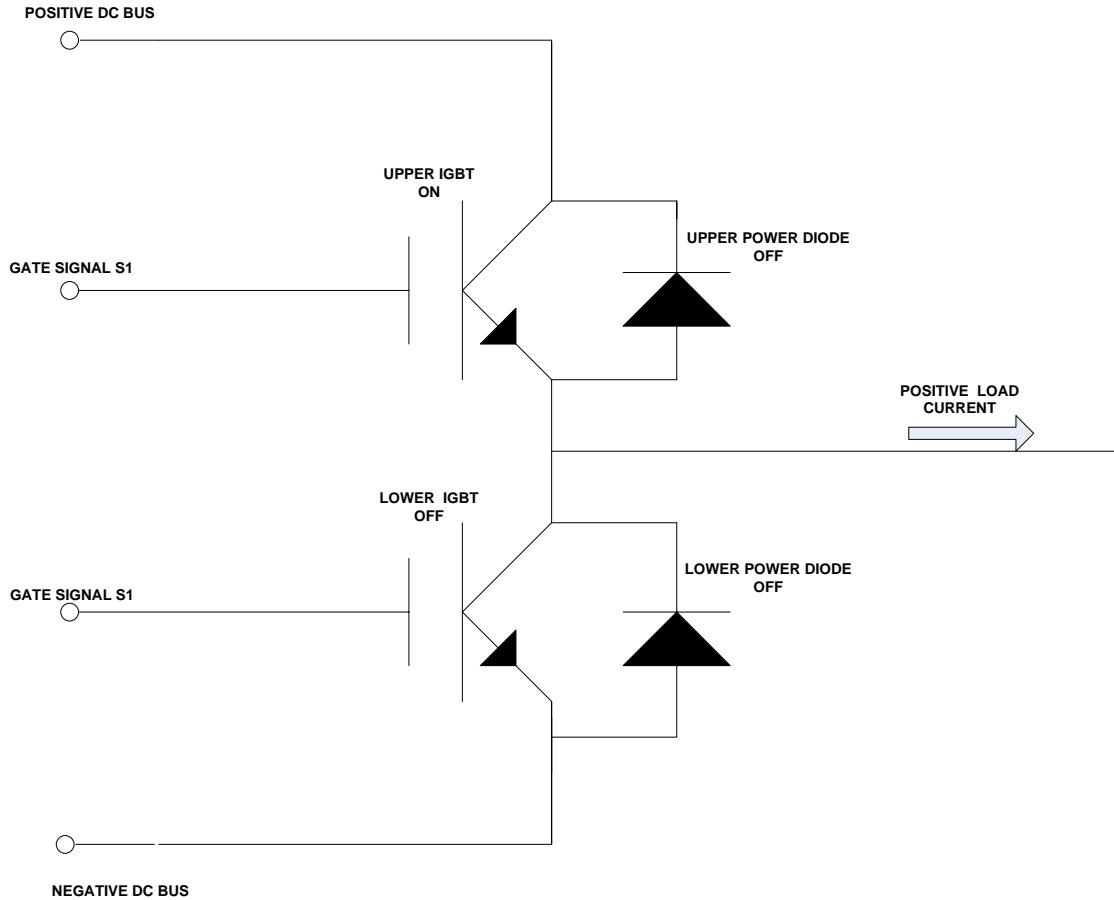 POSITIVE DC BUS
UPPER IGBT
ON
UPPER POWER DIODE
OFF
GATE SIGNAL S1
POSITIVE LOAD
CURRENT
LOWER IGBT
OFF
LOWER POWER DIODE
OFF
GATE SIGNAL S1
NEGATIVE DC BUS